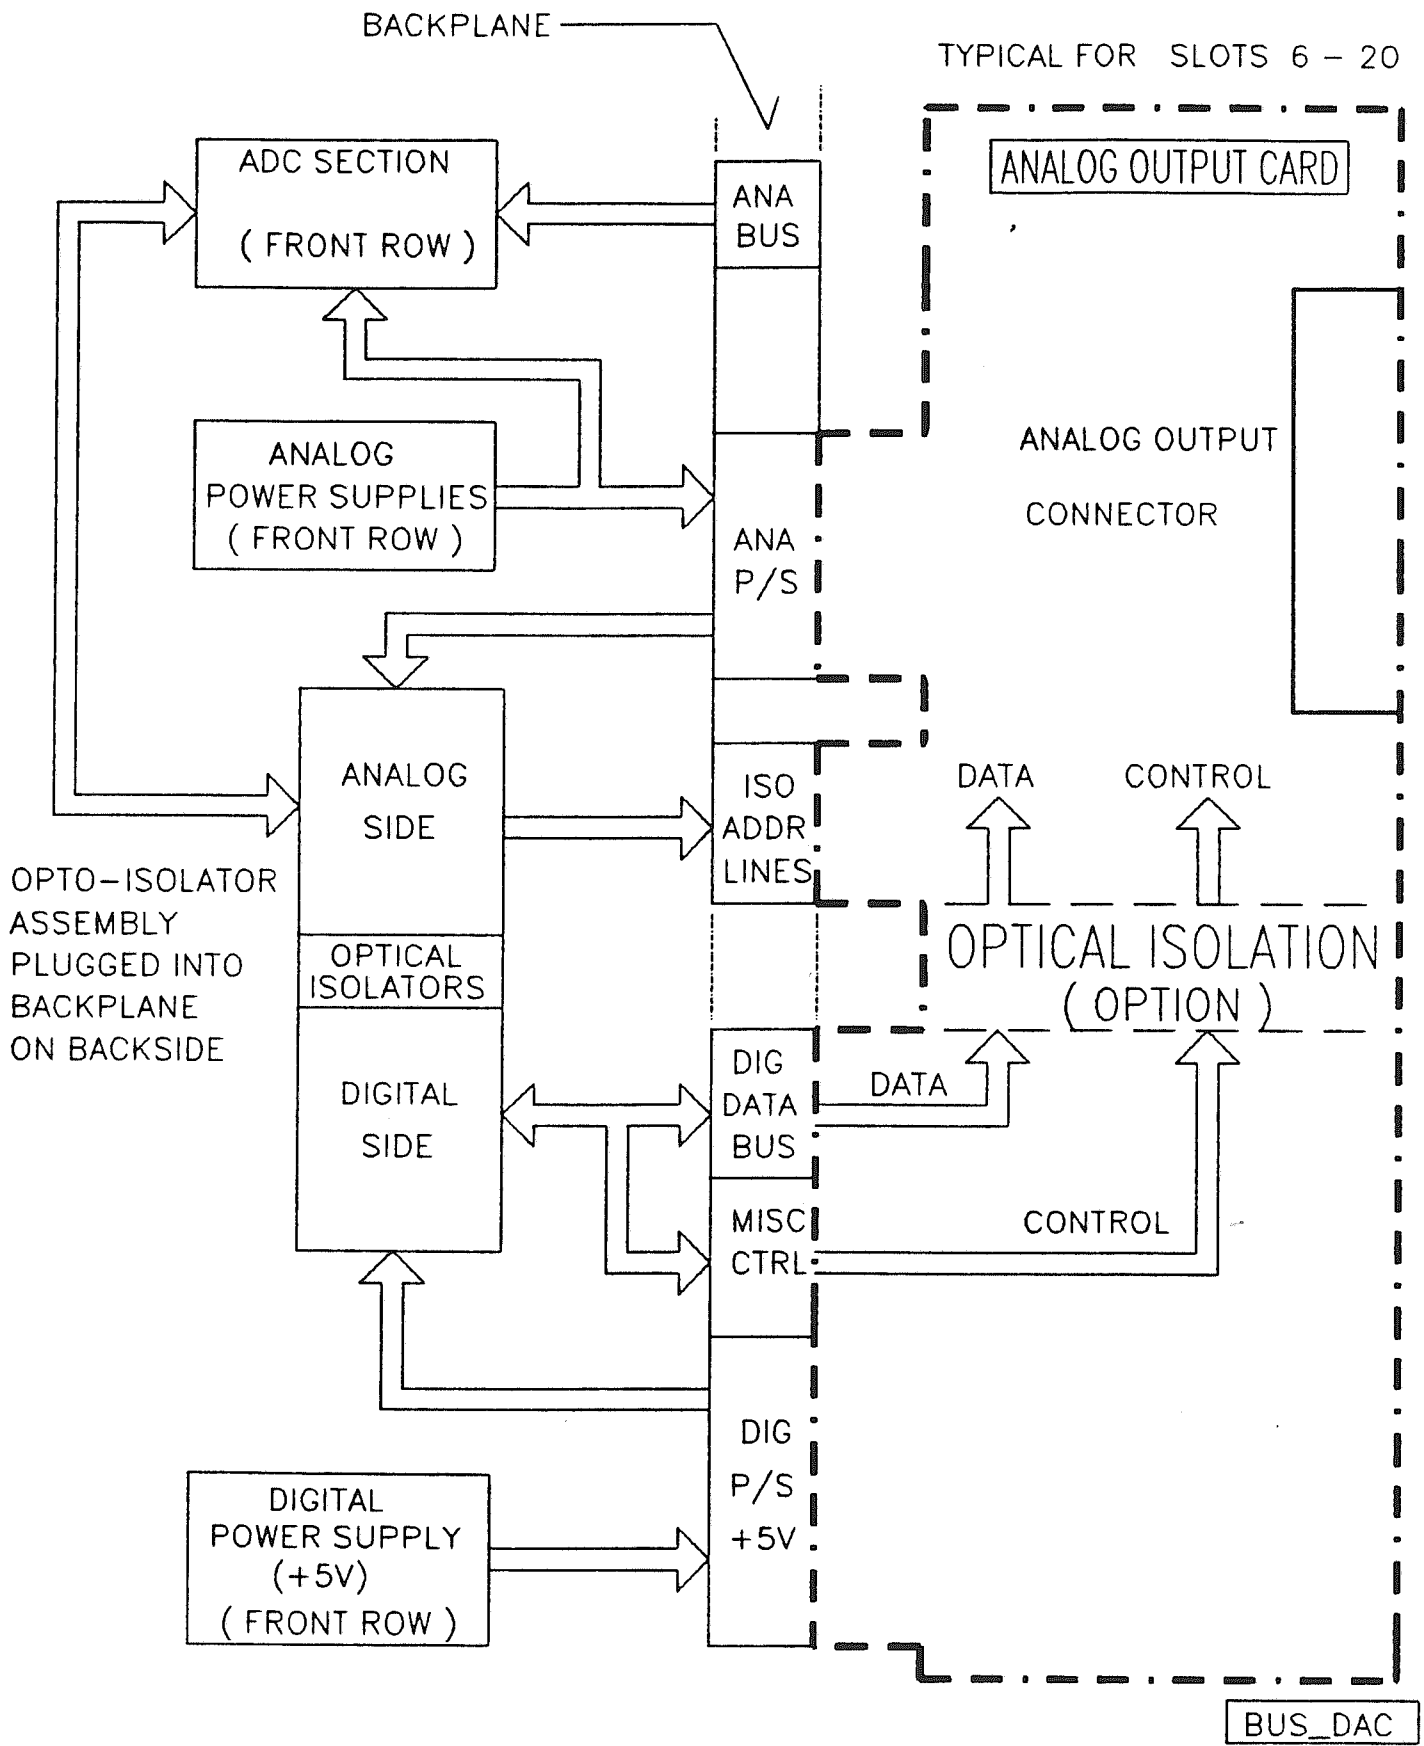 BACKPLANE
TYPICAL FOR SLOTS 6 - 20
ADC SECTION
( FRONT ROW )
ANA
BUS
ANALOG OUTPUT CARD
ANALOG
POWER SUPPLIES
( FRONT ROW )
ANA
P/S
ANALOG OUTPUT
CONNECTOR
ANALOG
SIDE
ISO
ADDR
LINES
DATA
CONTROL
OPTO-ISOLATOR
ASSEMBLY
PLUGGED INTO
BACKPLANE
ON BACKSIDE
OPTICAL
ISOLATORS
OPTICAL ISOLATION
( OPTION )
DIGITAL
SIDE
DIG
DATA
BUS
DATA
MISC
CTRL
CONTROL
DIG
P/S
+5V
DIGITAL
POWER SUPPLY
(+5V)
( FRONT ROW )
BUS_DAC